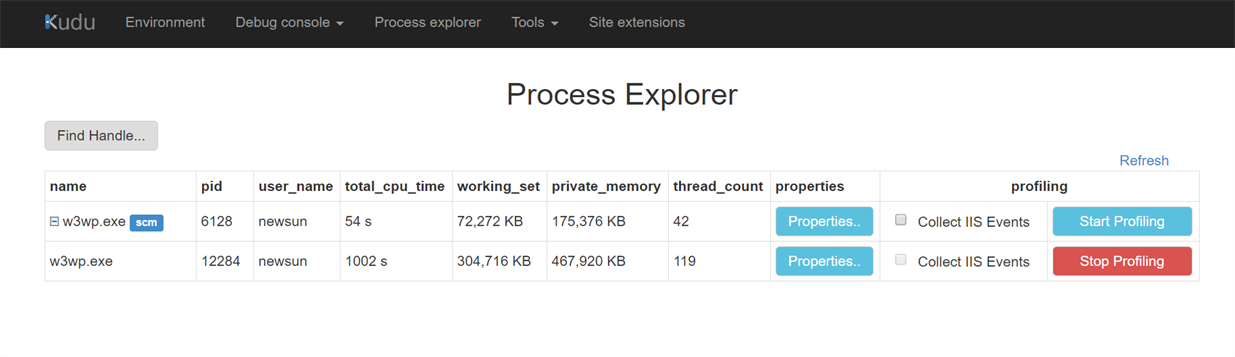 Kudu Environment Debug console Process explorer Tools Site extensions
Process Explorer
Find Handle...
Refresh
name pid user_name total_cpu_time working_set private_memory thread_count properties profiling
w3wp.exe scm 6128 newsun 54 s 72,272 KB 175,376 KB 42 Properties.. Collect IIS Events Start Profiling
w3wp.exe 12284 newsun 1002 s 304,716 KB 467,920 KB 119 Properties.. Collect IIS Events Stop Profiling